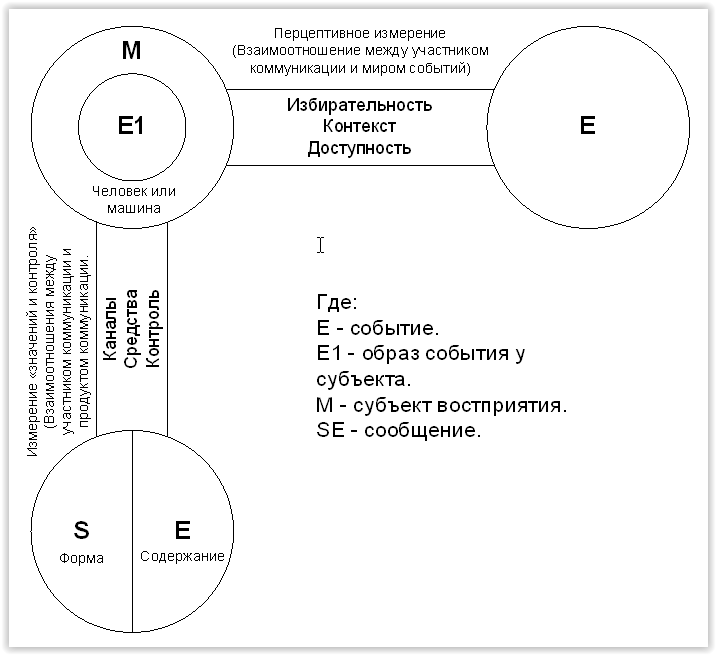 Перцептивное измерение
(Взаимоотношение между участником
коммуникации и миром событий)
M
E1
Человек или
машина
Избирательность
Контекст
Доступность
E
Измерение «значений и контроля»
(Взаимоотношения между
участником коммуникации и
продуктом коммуникации.
Каналы
Средства
Контроль
Где:
E - событие.
E1 - образ события у
субъекта.
M - субъект востприятия.
SE - сообщение.
S
Форма
E
Содержание